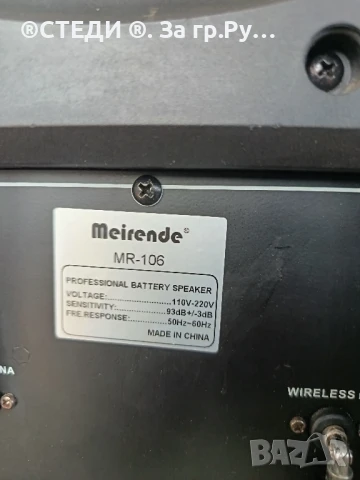 ®СТЕДИ ®. За гр.Ру...
Meirende®
MR-106
PROFESSIONAL BATTERY SPEAKER
VOLTAGE:........................110V-220V
SENSITIVITY:..................93dB+/-3dB
FRE.RESPONSE:............50Hz~60Hz
MADE IN CHINA
NA
WIRELESS
BAZAR